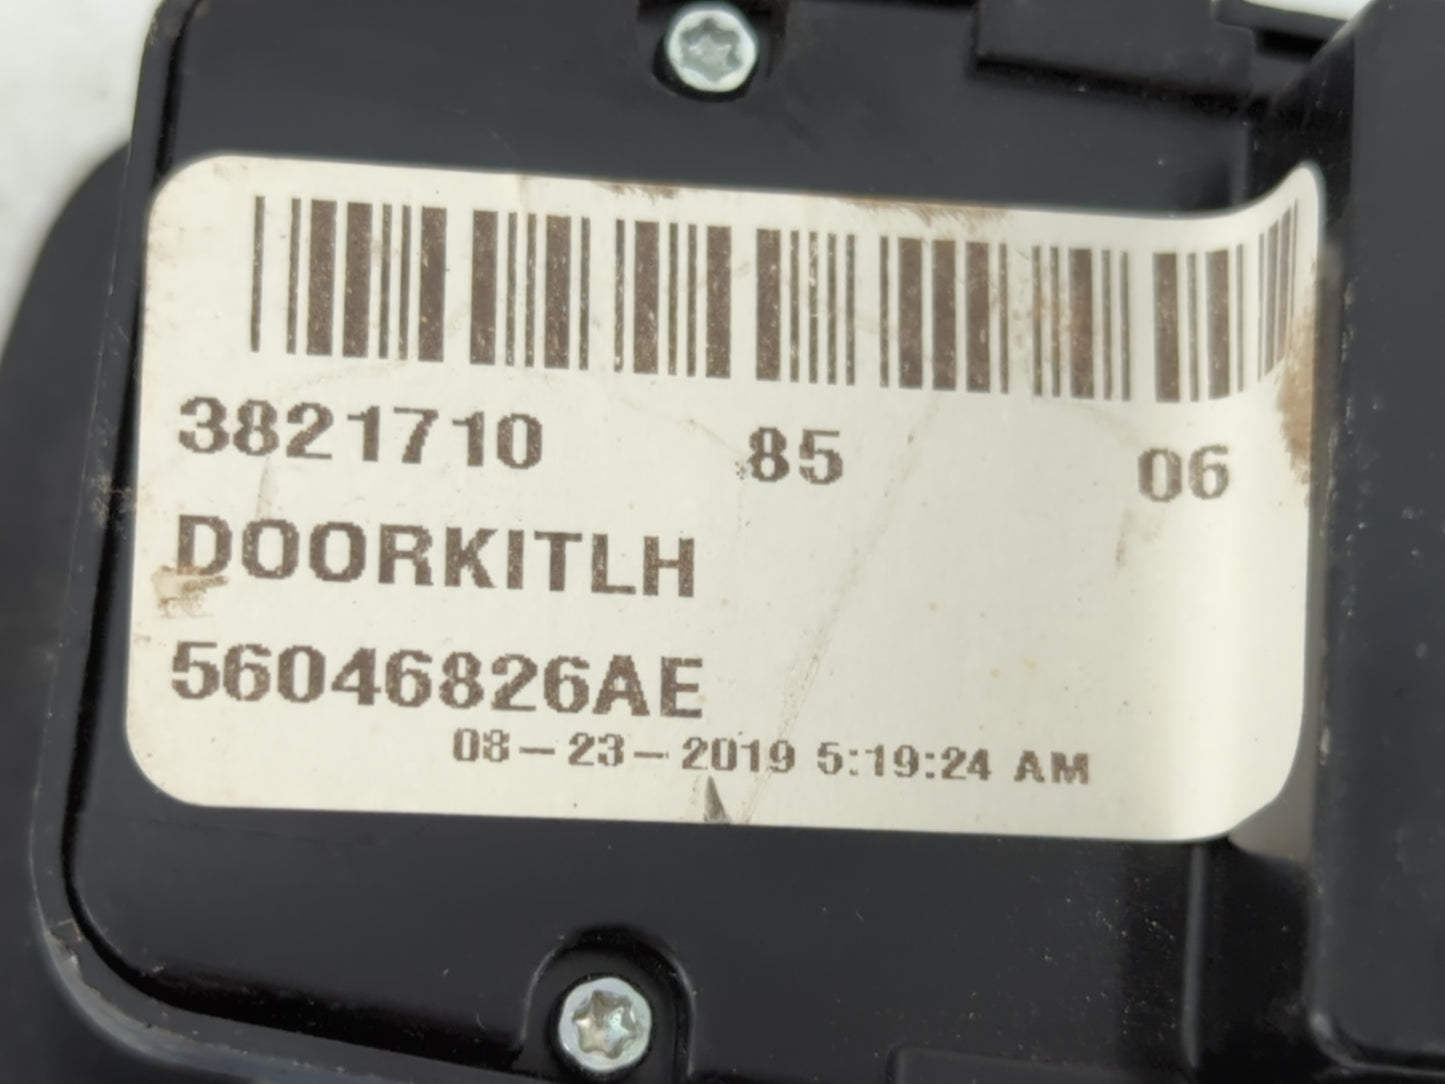 3821710 85 06
DOORKITLH
56046826AE
08-23-2019 5:19:24 AM